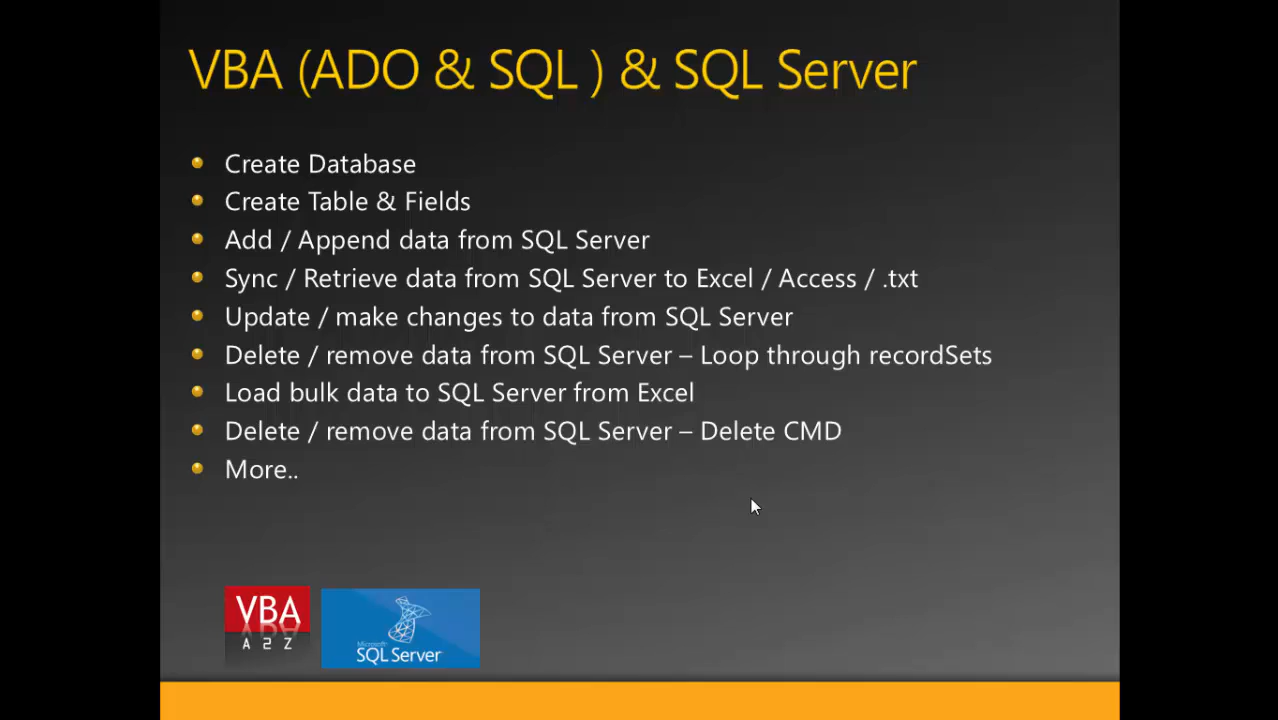 VBA (ADO & SQL ) & SQL Server
Create Database
Create Table & Fields
Add / Append data from SQL Server
Sync / Retrieve data from SQL Server to Excel / Access / .txt
Update / make changes to data from SQL Server
Delete / remove data from SQL Server – Loop through recordSets
Load bulk data to SQL Server from Excel
Delete / remove data from SQL Server – Delete CMD
More..
VBA
A 2 Z
Microsoft
SQL Server